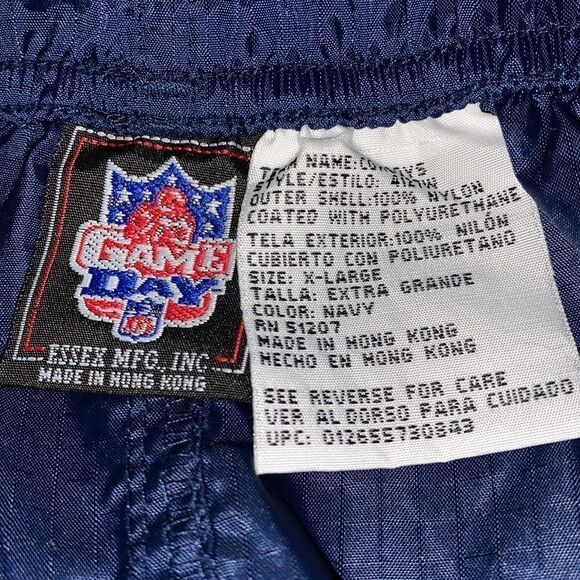 GAME
DAY
NFL
ESSEX MFG., INC.
MADE IN HONG KONG
NAME:
STYLE/ESTILO:
OUTER SHELL:100% NYLON
COATED WITH POLYURETHANE
TELA EXTERIOR:100% NILÓN
CUBIERTO CON POLIURETANO
SIZE: X-LARGE
TALLA: EXTRA GRANDE
COLOR: NAVY
RN 51207
MADE IN HONG KONG
HECHO EN HONG KONG
SEE REVERSE FOR CARE
VER AL DORSO PARA CUIDADO
UPC: 012655730843